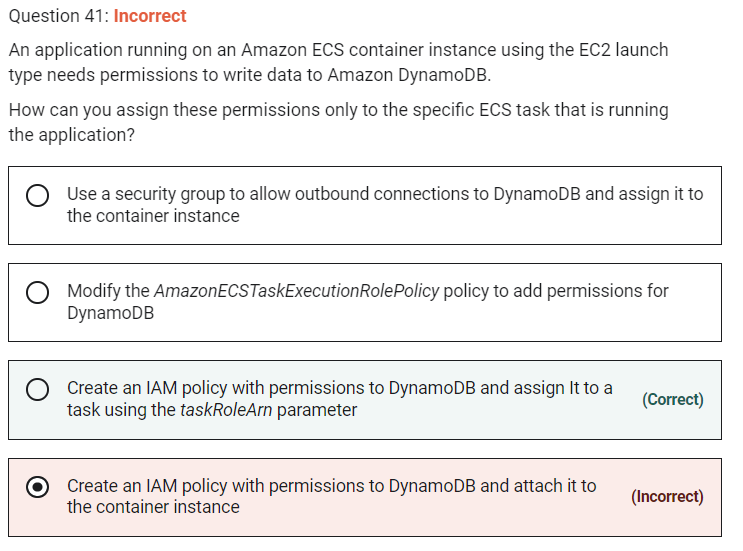 Question 41: Incorrect
An application running on an Amazon ECS container instance using the EC2 launch
type needs permissions to write data to Amazon DynamoDB.
How can you assign these permissions only to the specific ECS task that is running
the application?
Use a security group to allow outbound connections to DynamoDB and assign it to
the container instance
Modify the AmazonECSTaskExecutionRolePolicy policy to add permissions for
DynamoDB
Create an IAM policy with permissions to DynamoDB and assign It to a
task using the taskRoleArn parameter
(Correct)
Create an IAM policy with permissions to DynamoDB and attach it to
the container instance
(Incorrect)